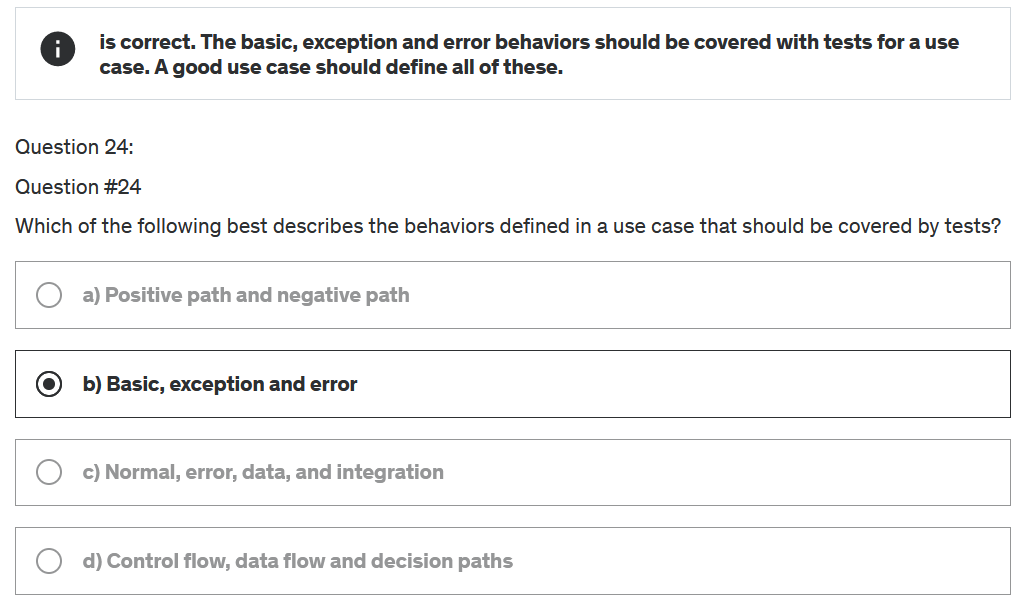 is correct. The basic, exception and error behaviors should be covered with tests for a use
case. A good use case should define all of these.
Question 24:
Question #24
Which of the following best describes the behaviors defined in a use case that should be covered by tests?
a) Positive path and negative path
b) Basic, exception and error
c) Normal, error, data, and integration
d) Control flow, data flow and decision paths